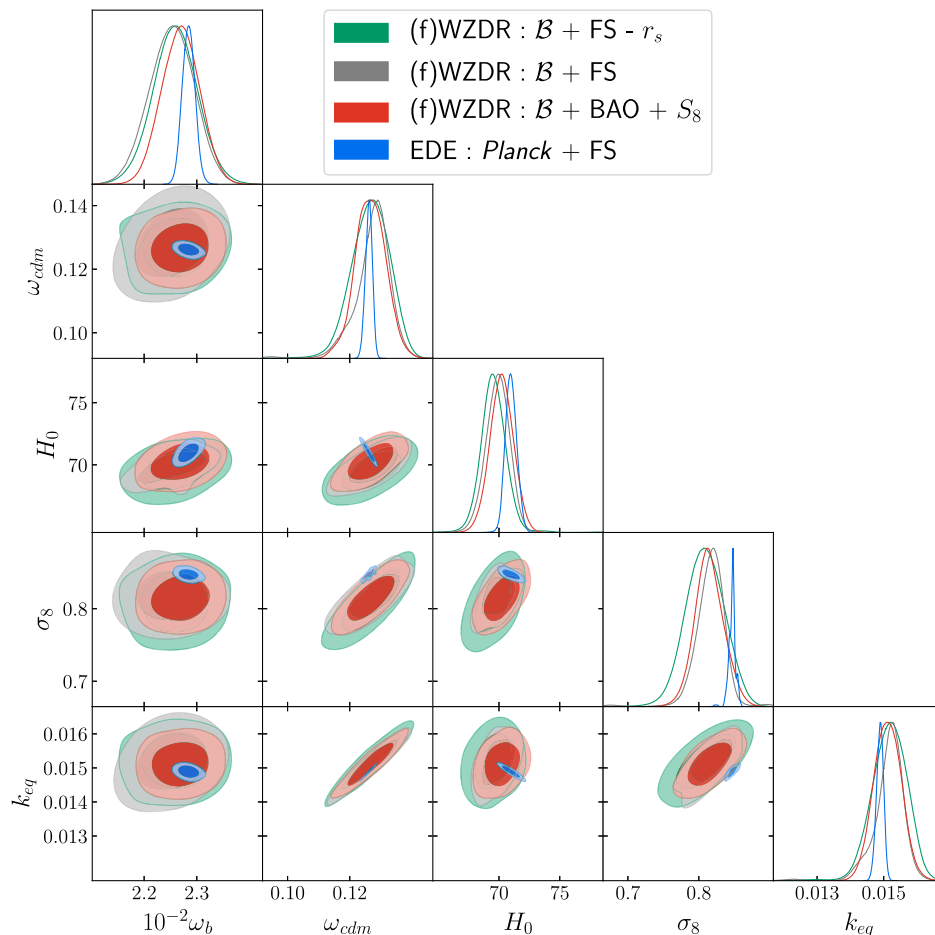 (f)WZDR : ℬ + FS - r_s
(f)WZDR : ℬ + FS
(f)WZDR : ℬ + BAO + S_8
EDE : Planck + FS
0.14
0.12
0.10
ω_cdm
75
70
H_0
0.8
0.7
σ_8
0.016
0.015
0.014
0.013
k_eq
2.2 2.3
0.10 0.12
70 75
0.7 0.8
0.013 0.015
10^-2 ω_b
ω_cdm
H_0
σ_8
k_eq